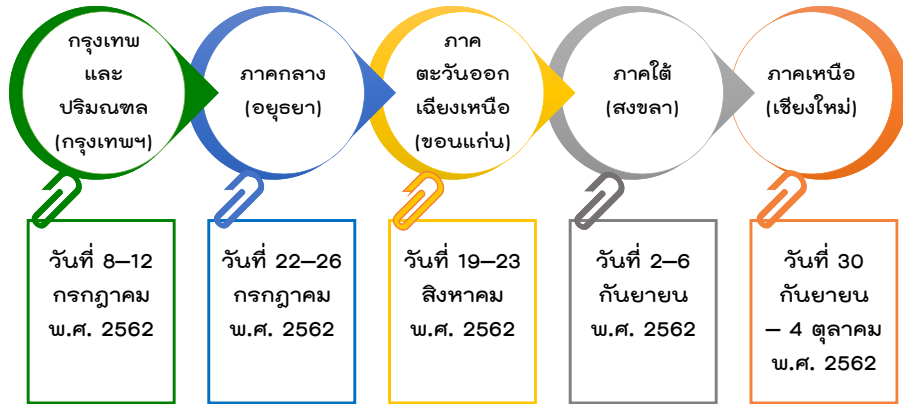 กรุงเทพ
และ
ปริมณฑล
(กรุงเทพฯ)
ภาคกลาง
(อยุธยา)
ภาค
ตะวันออก
เฉียงเหนือ
(ขอนแก่น)
ภาคใต้
(สงขลา)
ภาคเหนือ
(เชียงใหม่)
วันที่ 8–12
กรกฎาคม
พ.ศ. 2562
วันที่ 22–26
กรกฎาคม
พ.ศ. 2562
วันที่ 19–23
สิงหาคม
พ.ศ. 2562
วันที่ 2–6
กันยายน
พ.ศ. 2562
วันที่ 30
กันยายน
– 4 ตุลาคม
พ.ศ. 2562